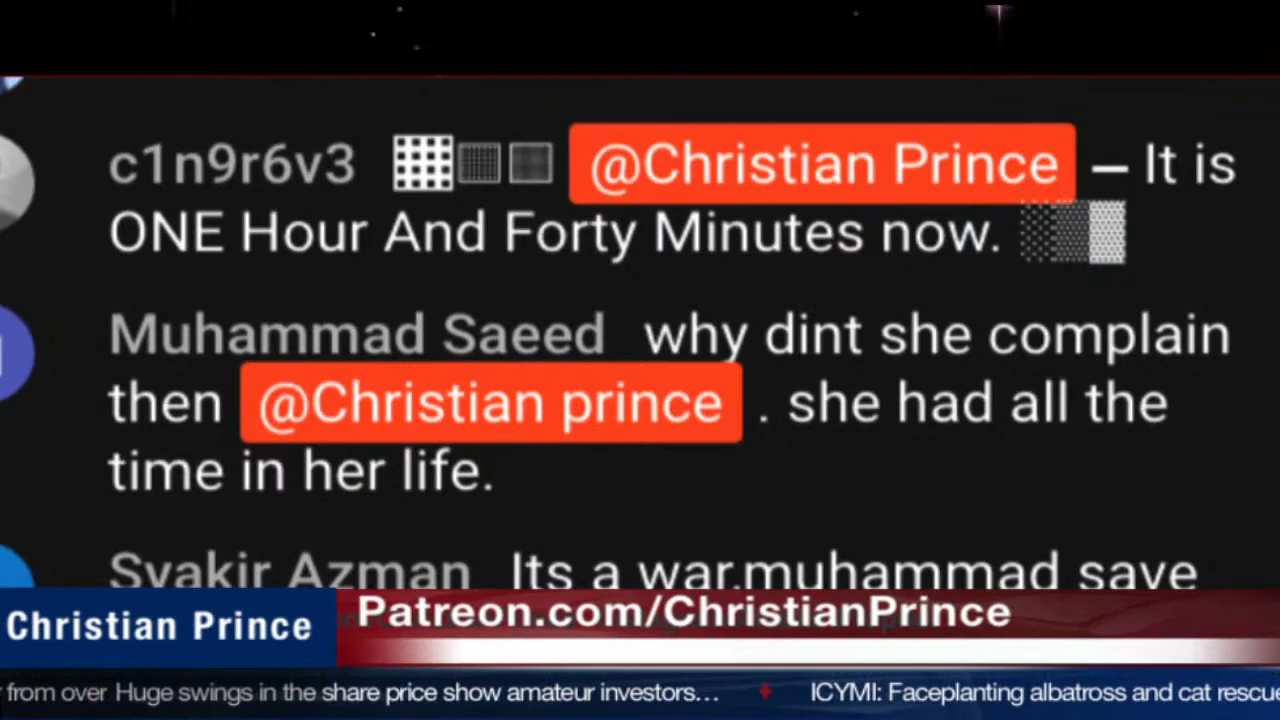 c1n9r6v3 ▦▦▦ @Christian Prince – It is
ONE Hour And Forty Minutes now. ░▒▓
Muhammad Saeed why dint she complain
then @Christian prince . she had all the
time in her life.
Syakir Azman Its a war.muhammad save
Christian Prince
Patreon.com/ChristianPrince
from over Huge swings in the share price show amateur investors… ♦ ICYMI: Faceplanting albatross and cat rescue